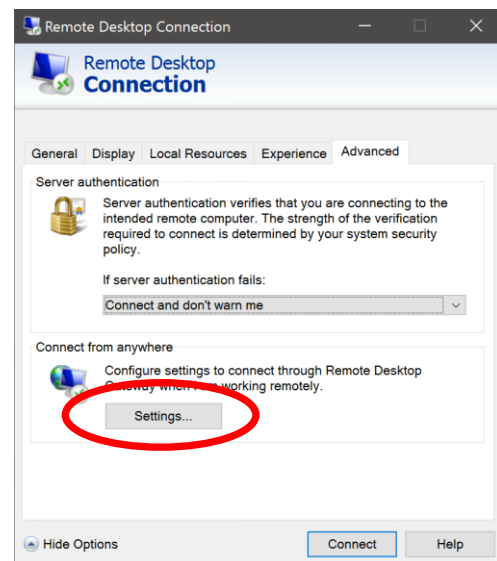 Remote Desktop Connection
Remote Desktop
Connection
General Display Local Resources Experience Advanced
Server authentication
Server authentication verifies that you are connecting to the
intended remote computer. The strength of the verification
required to connect is determined by your system security
policy.
If server authentication fails:
Connect and don't warn me
Connect from anywhere
Configure settings to connect through Remote Desktop
Gateway when I am working remotely.
Settings...
Hide Options Connect Help